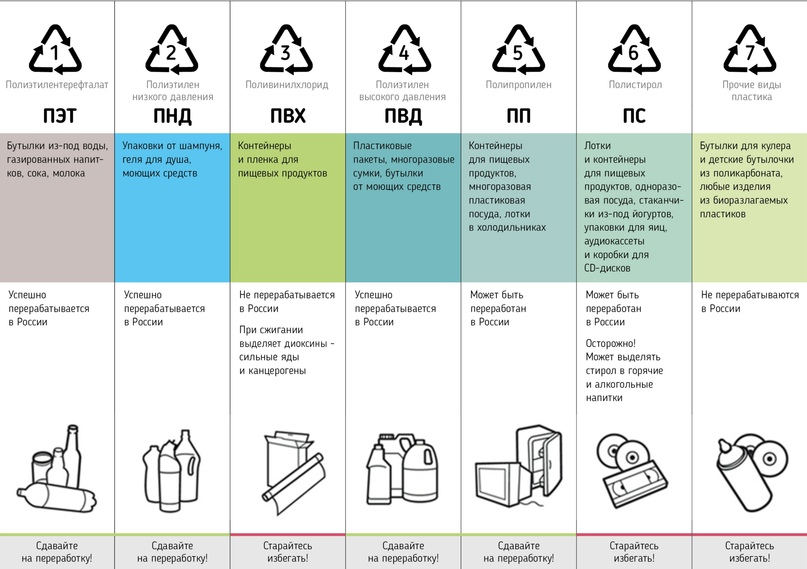 1
Полиэтилентерефталат
ПЭТ
Бутылки из-под воды,
газированных напит-
ков, сока, молока
Успешно
перерабатывается
в России
Сдавайте
на переработку!
2
Полиэтилен
низкого давления
ПНД
Упаковки от шампуня,
геля для душа,
моющих средств
Успешно
перерабатывается
в России
Сдавайте
на переработку!
3
Поливинилхлорид
ПВХ
Контейнеры
и пленка для
пищевых продуктов
Не перерабатывается
в России
При сжигании
выделяет диоксины -
сильные яды
и канцерогены
Старайтесь
избегать!
4
Полиэтилен
высокого давления
ПВД
Пластиковые
пакеты, многоразовые
сумки, бутылки
от моющих средств
Успешно
перерабатывается
в России
Сдавайте
на переработку!
5
Полипропилен
ПП
Контейнеры
для пищевых
продуктов,
многоразовая
пластиковая
посуда, лотки
в холодильниках
Может быть
переработан
в России
Сдавайте
на переработку!
6
Полистирол
ПС
Лотки
и контейнеры
для пищевых
продуктов, одноразо-
вая посуда, стаканчи-
ки из-под йогуртов,
упаковки для яиц,
аудиокассеты
и коробки для
CD-дисков
Может быть
переработан
в России
Осторожно!
Может выделять
стирол в горячие
и алкогольные
напитки
Старайтесь
избегать!
7
Прочие виды
пластика
Бутылки для кулера
и детские бутылочки
из поликарбоната,
любые изделия
из биоразлагаемых
пластиков
Не перерабатываются
в России
Старайтесь
избегать!